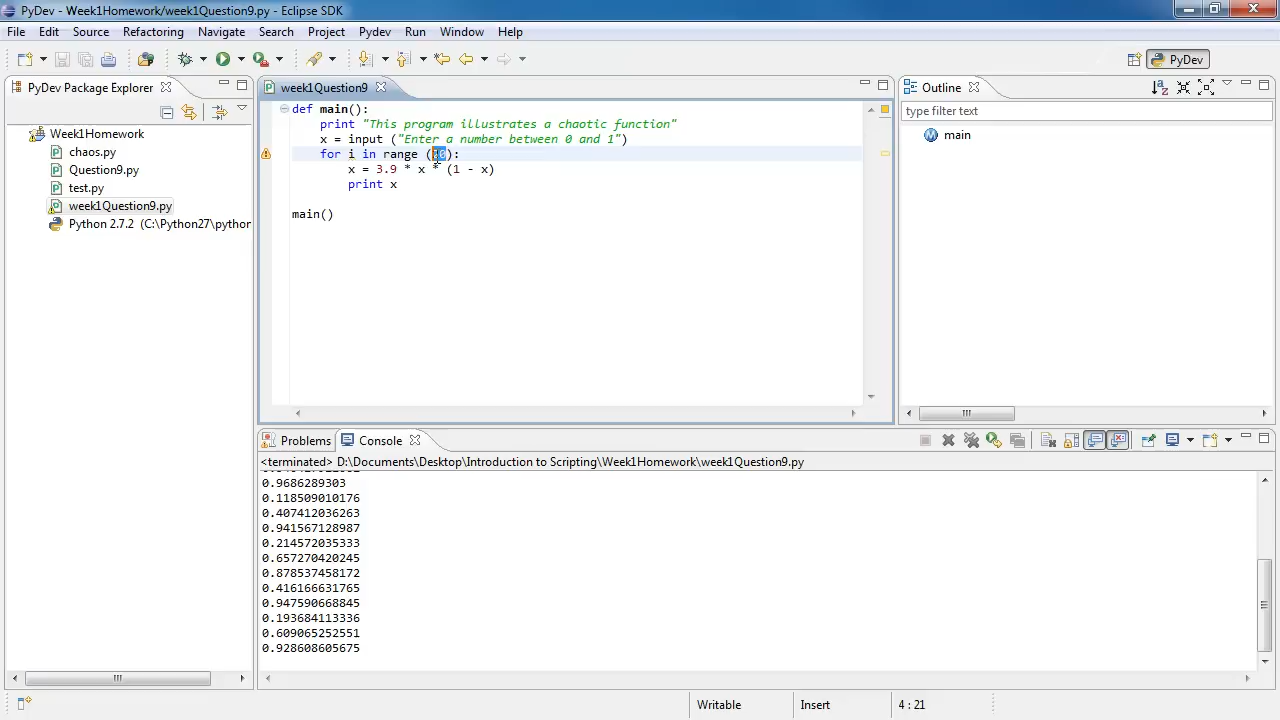 PyDev - Week1Homework/week1Question9.py - Eclipse SDK
File Edit Source Refactoring Navigate Search Project Pydev Run Window Help
PyDev
PyDev Package Explorer
week1Question9
Outline
type filter text
main
Week1Homework
chaos.py
Question9.py
test.py
week1Question9.py
Python 2.7.2 (C:\Python27\python
def main():
print "This program illustrates a chaotic function"
x = input ("Enter a number between 0 and 1")
for i in range ( ):
x = 3.9 * x * (1 - x)
print x
main()
Problems Console
<terminated> D:\Documents\Desktop\Introduction to Scripting\Week1Homework\week1Question9.py
0.9686289303
0.118509010176
0.407412036263
0.941567128987
0.214572035333
0.657270420245
0.878537458172
0.416166631765
0.947590668845
0.193684113336
0.609065252551
0.928608605675
Writable Insert 4 : 21